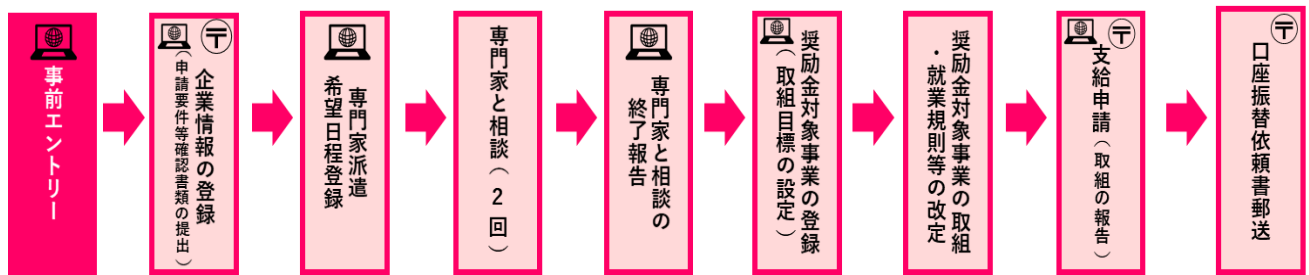 事前エントリー
〒
企業情報の登録
（申請要件等確認書類の提出）
専門家派遣
希望日程登録
専門家と相談（2回）
専門家と相談の
終了報告
奨励金対象事業の登録
（取組目標の設定）
奨励金対象事業の取組
・就業規則等の改定
〒
支給申請（取組の報告）
〒
口座振替依頼書郵送